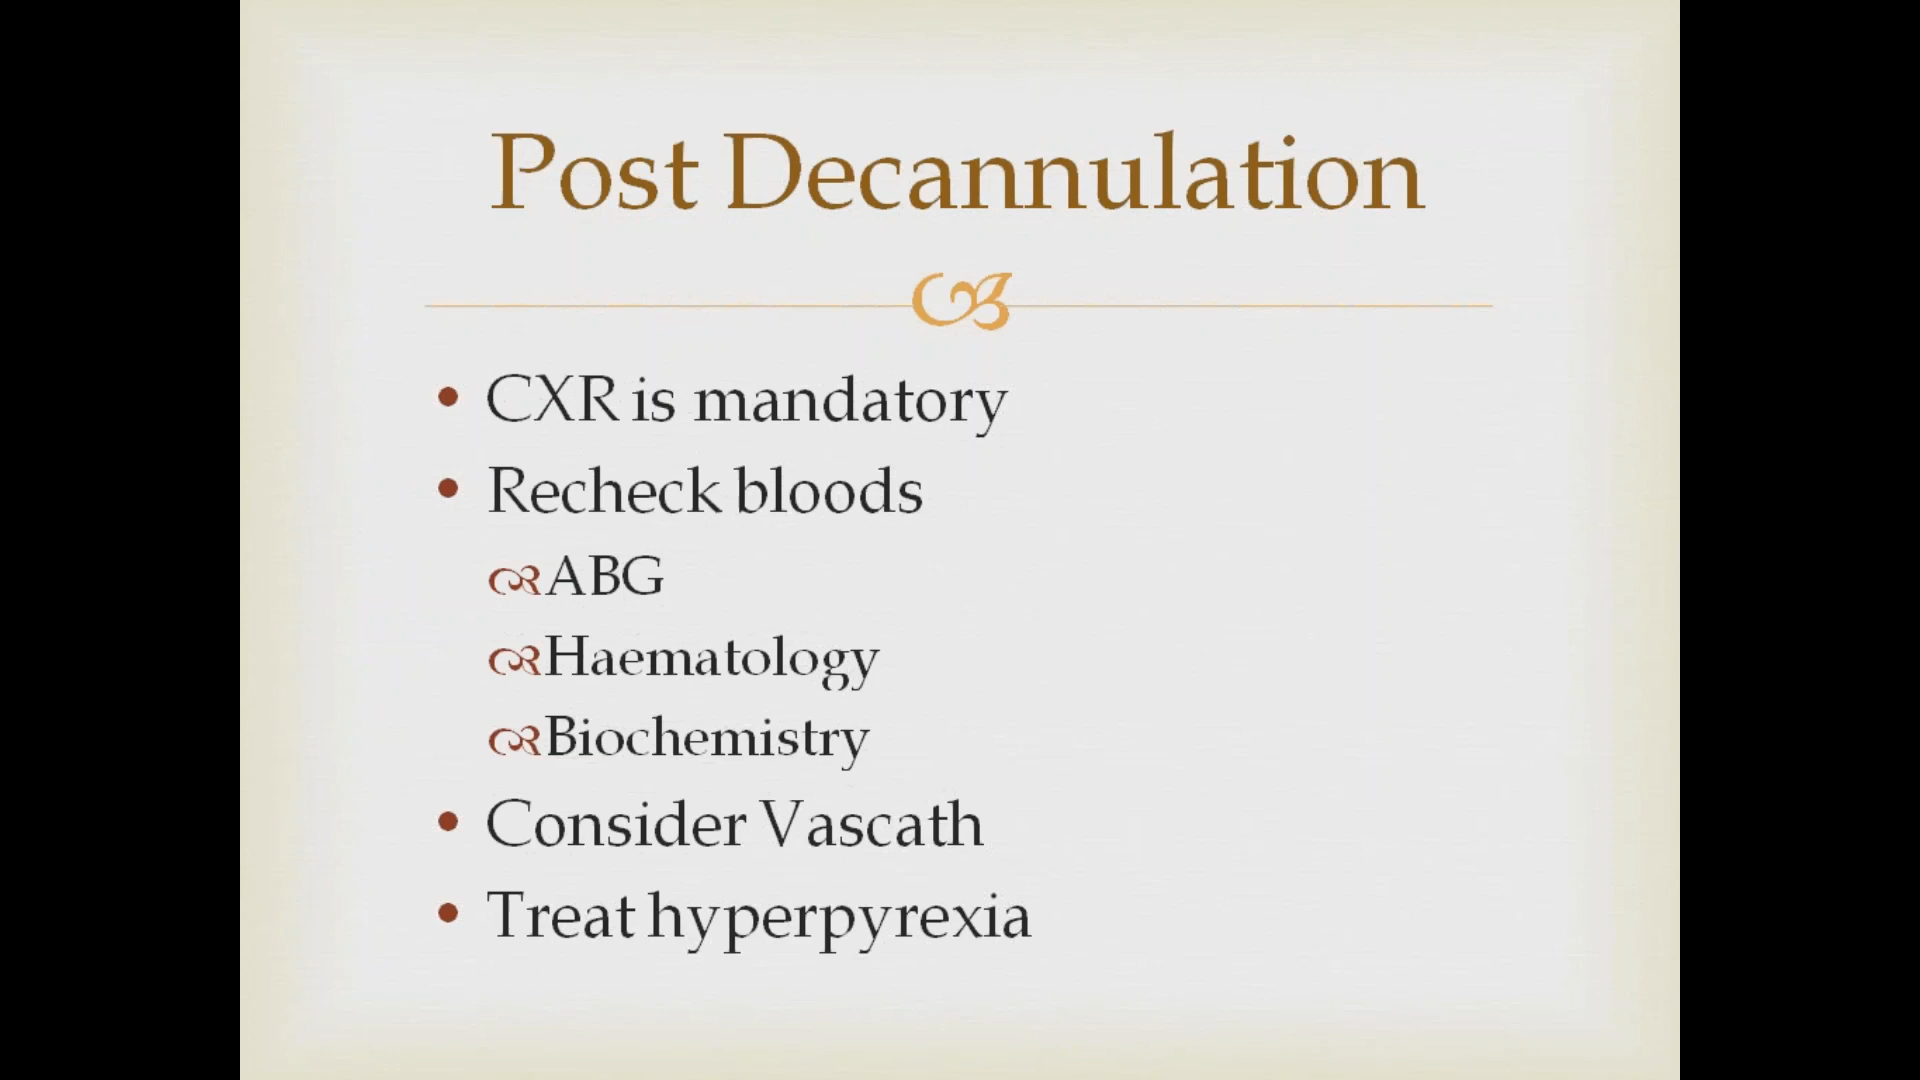 Post Decannulation
• CXR is mandatory
• Recheck bloods
ABG
Haematology
Biochemistry
• Consider Vascath
• Treat hyperpyrexia